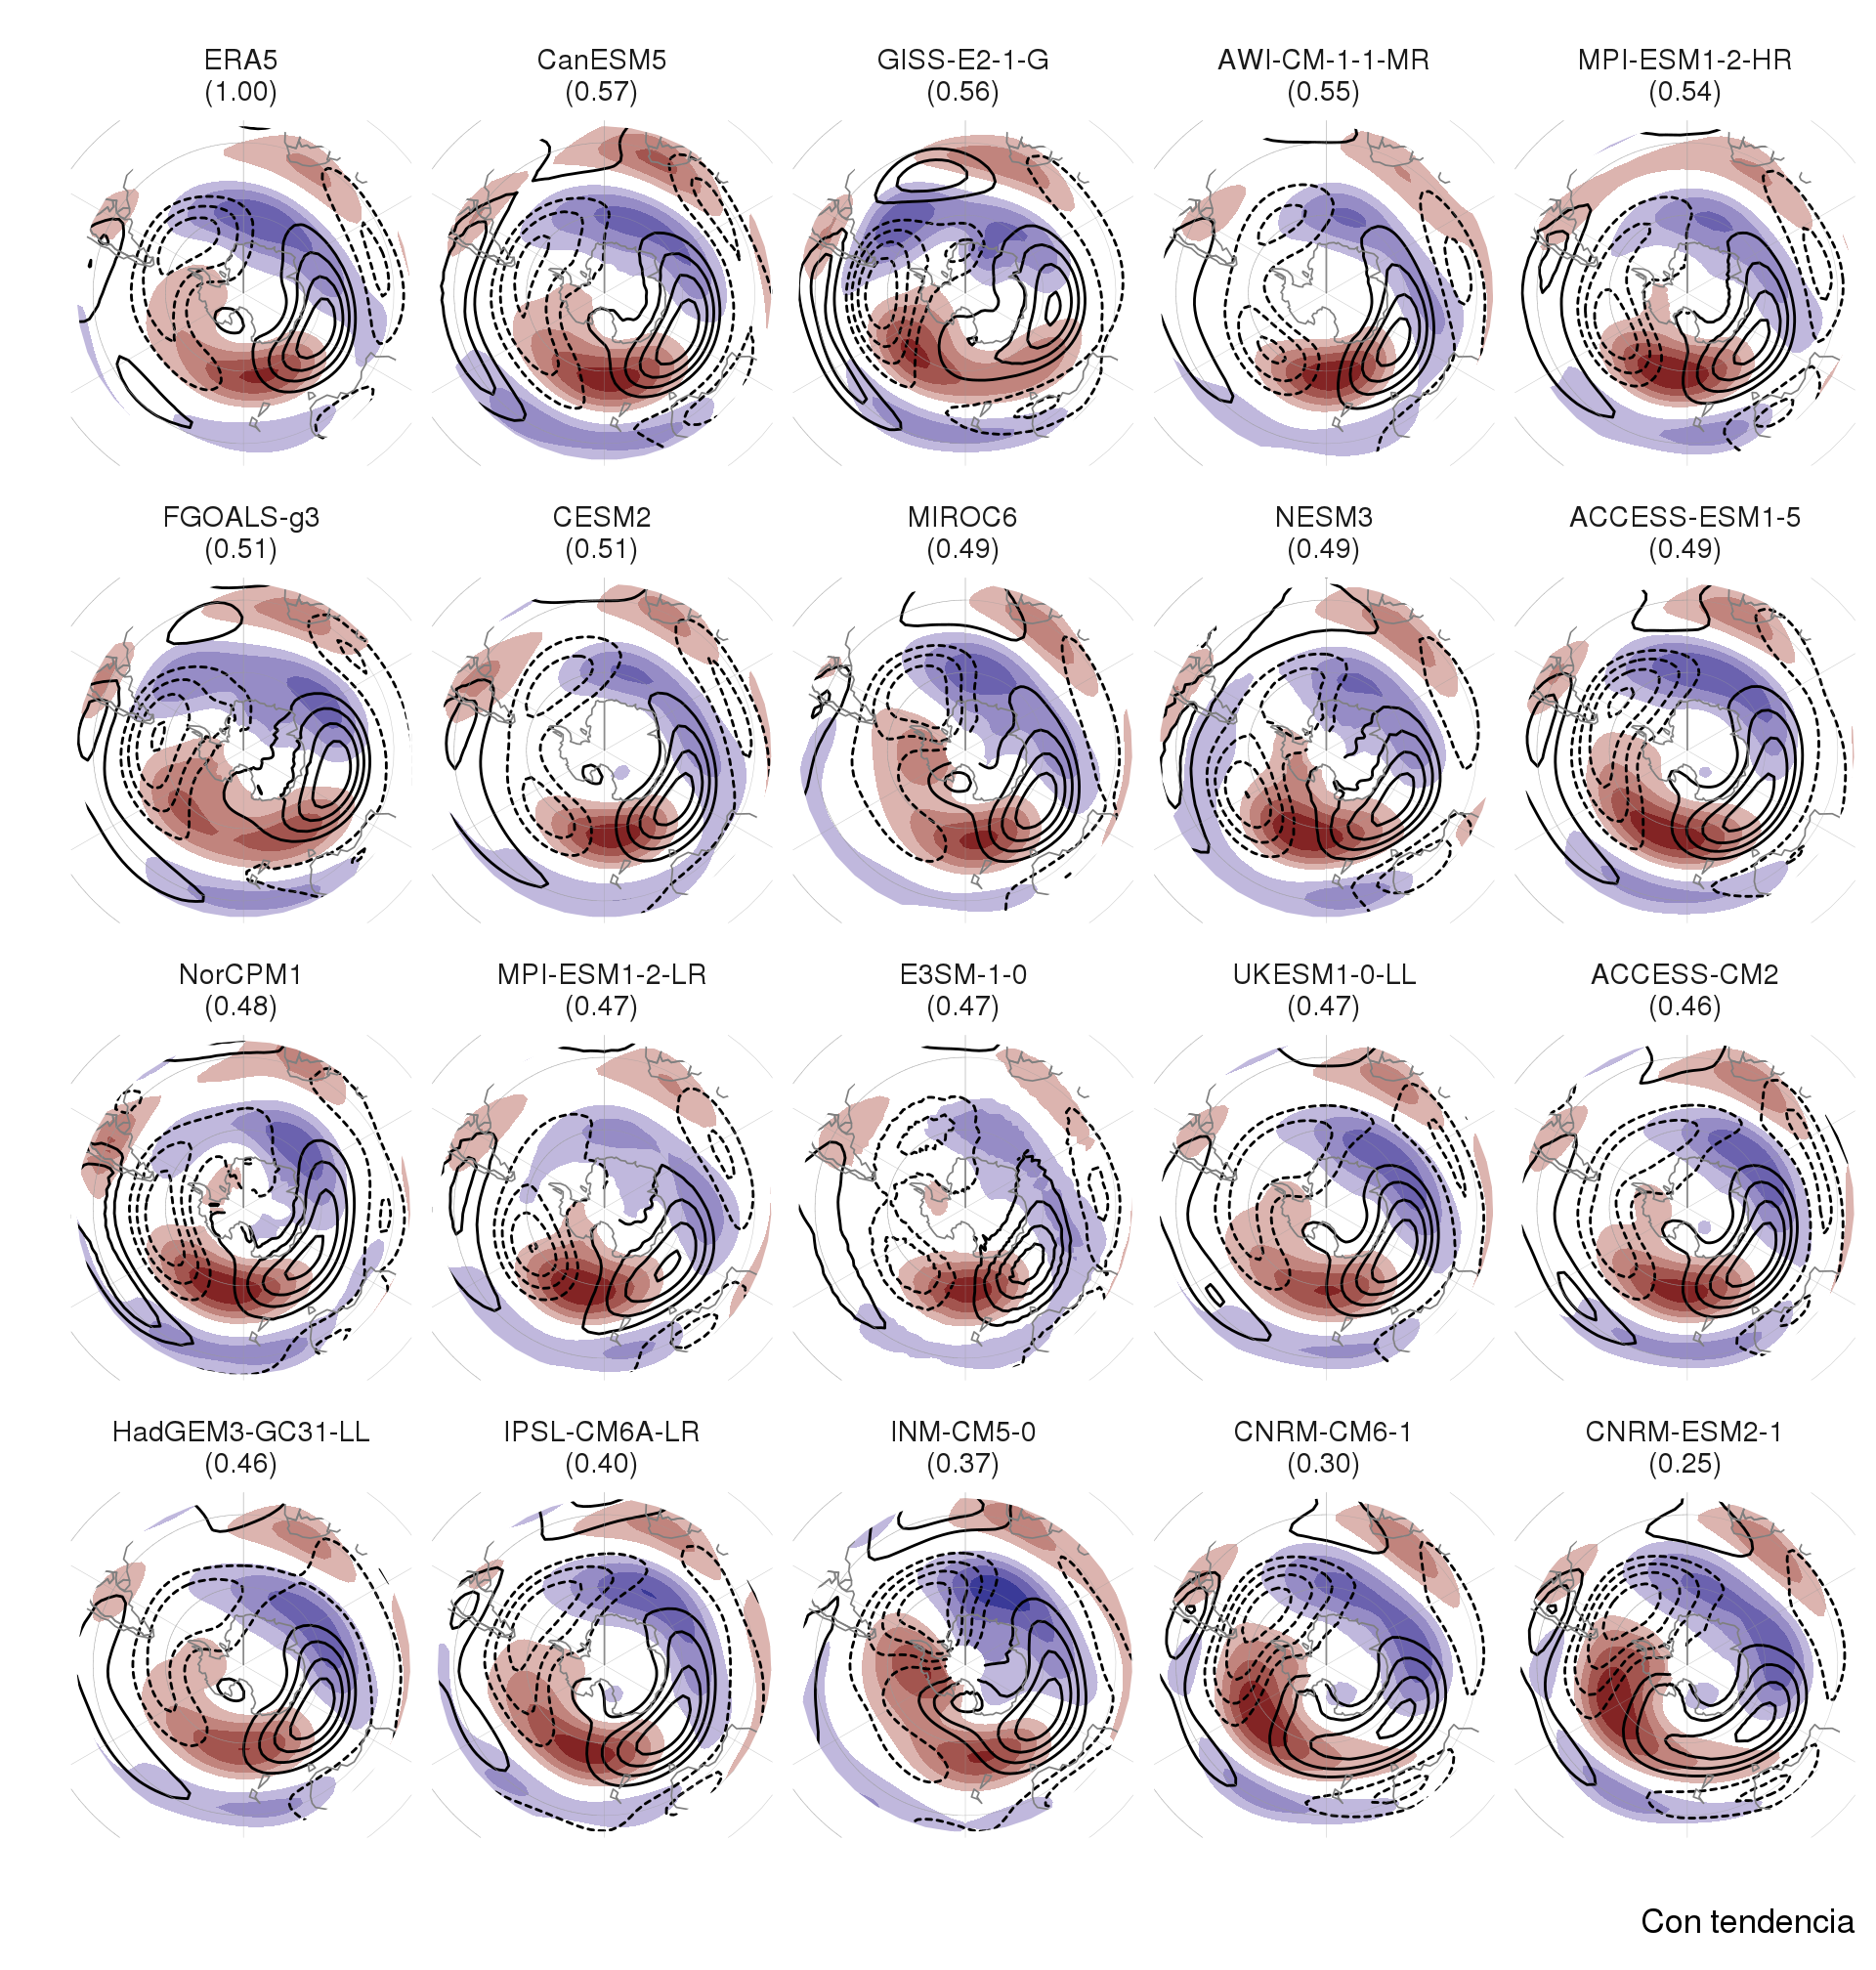 ERA5
(1.00)
CanESM5
(0.57)
GISS-E2-1-G
(0.56)
AWI-CM-1-1-MR
(0.55)
MPI-ESM1-2-HR
(0.54)
FGOALS-g3
(0.51)
CESM2
(0.51)
MIROC6
(0.49)
NESM3
(0.49)
ACCESS-ESM1-5
(0.49)
NorCPM1
(0.48)
MPI-ESM1-2-LR
(0.47)
E3SM-1-0
(0.47)
UKESM1-0-LL
(0.47)
ACCESS-CM2
(0.46)
HadGEM3-GC31-LL
(0.46)
IPSL-CM6A-LR
(0.40)
INM-CM5-0
(0.37)
CNRM-CM6-1
(0.30)
CNRM-ESM2-1
(0.25)
Con tendencia